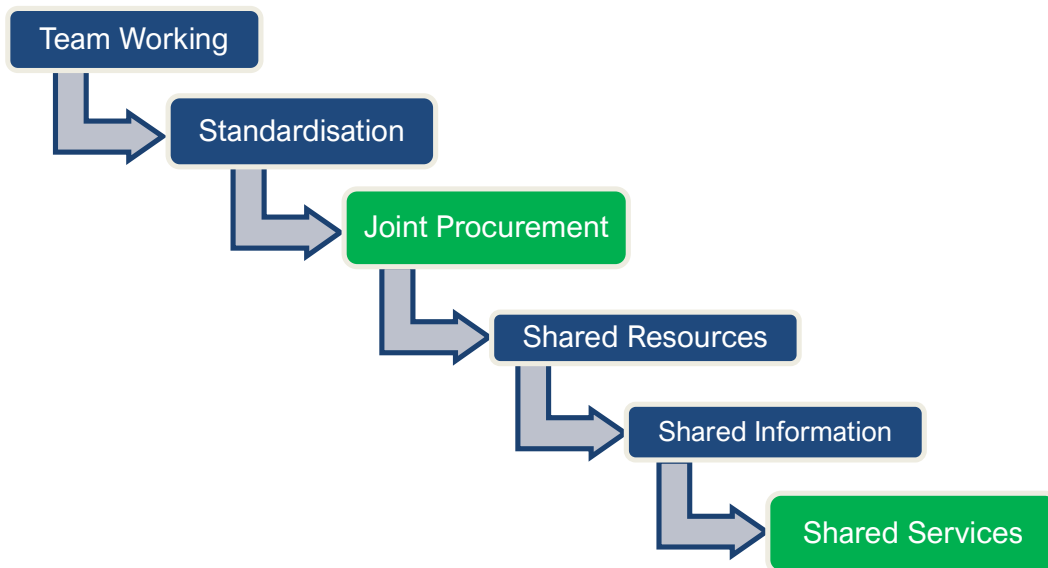 Team Working
Standardisation
Joint Procurement
Shared Resources
Shared Information
Shared Services